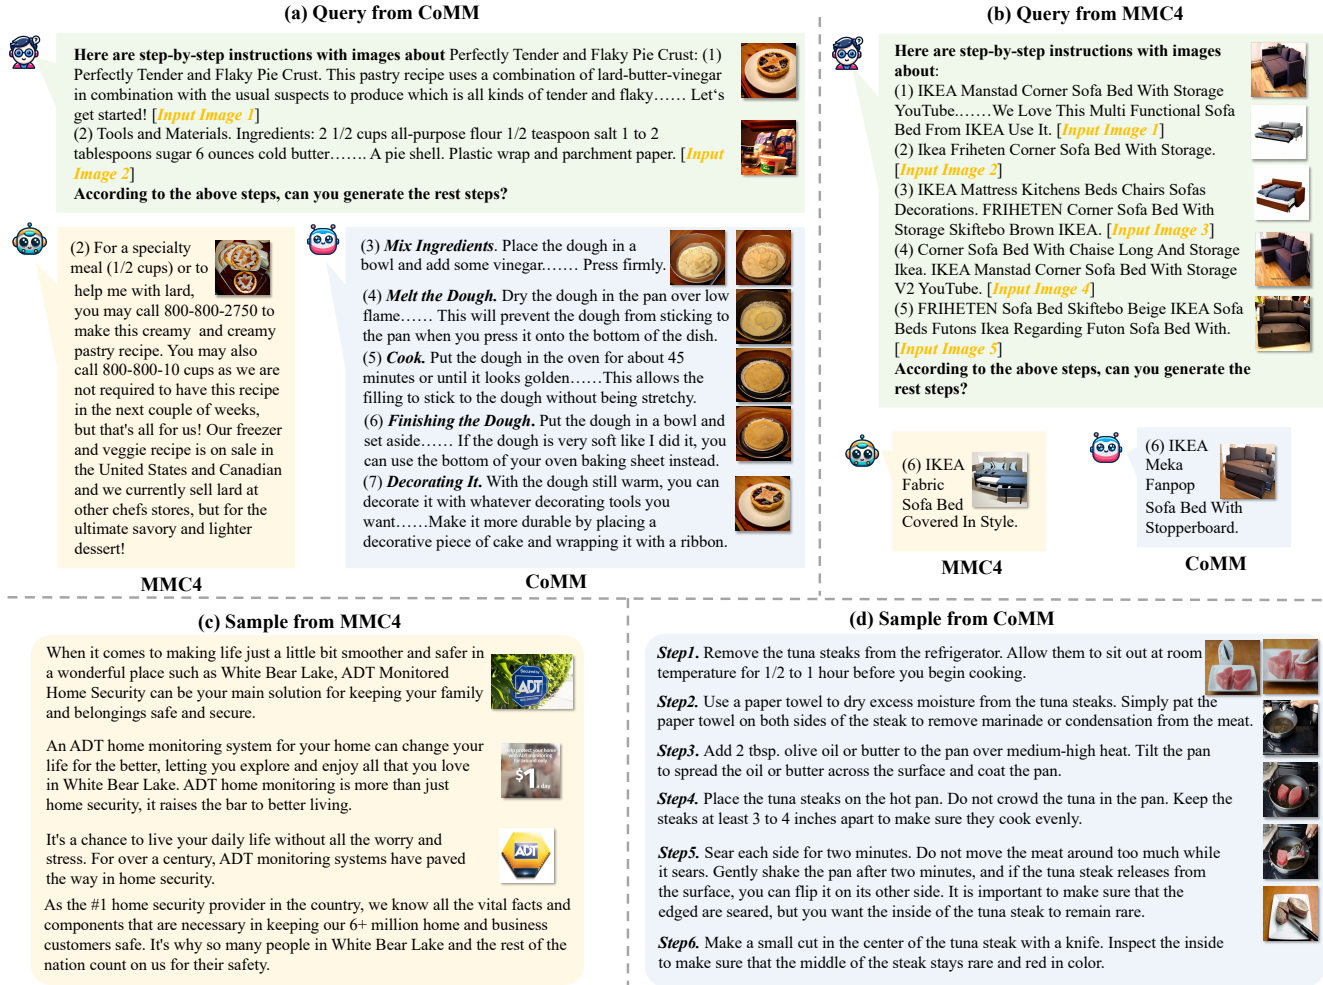 (a) Query from CoMM
Here are step-by-step instructions with images about Perfectly Tender and Flaky Pie Crust: (1)
Perfectly Tender and Flaky Pie Crust. This pastry recipe uses a combination of lard-butter-vinegar
in combination with the usual suspects to produce which is all kinds of tender and flaky…… Let‘s
get started! [Input Image 1]
(2) Tools and Materials. Ingredients: 2 1/2 cups all-purpose flour 1/2 teaspoon salt 1 to 2
tablespoons sugar 6 ounces cold butter……. A pie shell. Plastic wrap and parchment paper. [Input
Image 2]
According to the above steps, can you generate the rest steps?
(2) For a specialty
meal (1/2 cups) or to
help me with lard,
you may call 800-800-2750 to
make this creamy and creamy
pastry recipe. You may also
call 800-800-10 cups as we are
not required to have this recipe
in the next couple of weeks,
but that's all for us! Our freezer
and veggie recipe is on sale in
the United States and Canadian
and we currently sell lard at
other chefs stores, but for the
ultimate savory and lighter
dessert!
MMC4
(3) Mix Ingredients. Place the dough in a
bowl and add some vinegar.…… Press firmly.
(4) Melt the Dough. Dry the dough in the pan over low
flame…… This will prevent the dough from sticking to
the pan when you press it onto the bottom of the dish.
(5) Cook. Put the dough in the oven for about 45
minutes or until it looks golden……This allows the
filling to stick to the dough without being stretchy.
(6) Finishing the Dough. Put the dough in a bowl and
set aside…… If the dough is very soft like I did it, you
can use the bottom of your oven baking sheet instead.
(7) Decorating It. With the dough still warm, you can
decorate it with whatever decorating tools you
want……Make it more durable by placing a
decorative piece of cake and wrapping it with a ribbon.
CoMM
(b) Query from MMC4
Here are step-by-step instructions with images
about:
(1) IKEA Manstad Corner Sofa Bed With Storage
YouTube.……We Love This Multi Functional Sofa
Bed From IKEA Use It. [Input Image 1]
(2) Ikea Friheten Corner Sofa Bed With Storage.
[Input Image 2]
(3) IKEA Mattress Kitchens Beds Chairs Sofas
Decorations. FRIHETEN Corner Sofa Bed With
Storage Skiftebo Brown IKEA. [Input Image 3]
(4) Corner Sofa Bed With Chaise Long And Storage
Ikea. IKEA Manstad Corner Sofa Bed With Storage
V2 YouTube. [Input Image 4]
(5) FRIHETEN Sofa Bed Skiftebo Beige IKEA Sofa
Beds Futons Ikea Regarding Futon Sofa Bed With.
[Input Image 5]
According to the above steps, can you generate the
rest steps?
(6) IKEA
Fabric
Sofa Bed
Covered In Style.
MMC4
(6) IKEA
Meka
Fanpop
Sofa Bed With
Stopperboard.
CoMM
(c) Sample from MMC4
When it comes to making life just a little bit smoother and safer in
a wonderful place such as White Bear Lake, ADT Monitored
Home Security can be your main solution for keeping your family
and belongings safe and secure.
ADT
An ADT home monitoring system for your home can change your
life for the better, letting you explore and enjoy all that you love
in White Bear Lake. ADT home monitoring is more than just
home security, it raises the bar to better living.
$1
a day
It's a chance to live your daily life without all the worry and
stress. For over a century, ADT monitoring systems have paved
the way in home security.
ADT
As the #1 home security provider in the country, we know all the vital facts and
components that are necessary in keeping our 6+ million home and business
customers safe. It's why so many people in White Bear Lake and the rest of the
nation count on us for their safety.
(d) Sample from CoMM
Step1. Remove the tuna steaks from the refrigerator. Allow them to sit out at room
temperature for 1/2 to 1 hour before you begin cooking.
Step2. Use a paper towel to dry excess moisture from the tuna steaks. Simply pat the
paper towel on both sides of the steak to remove marinade or condensation from the meat.
Step3. Add 2 tbsp. olive oil or butter to the pan over medium-high heat. Tilt the pan
to spread the oil or butter across the surface and coat the pan.
Step4. Place the tuna steaks on the hot pan. Do not crowd the tuna in the pan. Keep the
steaks at least 3 to 4 inches apart to make sure they cook evenly.
Step5. Sear each side for two minutes. Do not move the meat around too much while
it sears. Gently shake the pan after two minutes, and if the tuna steak releases from
the surface, you can flip it on its other side. It is important to make sure that the
edged are seared, but you want the inside of the tuna steak to remain rare.
Step6. Make a small cut in the center of the tuna steak with a knife. Inspect the inside
to make sure that the middle of the steak stays rare and red in color.